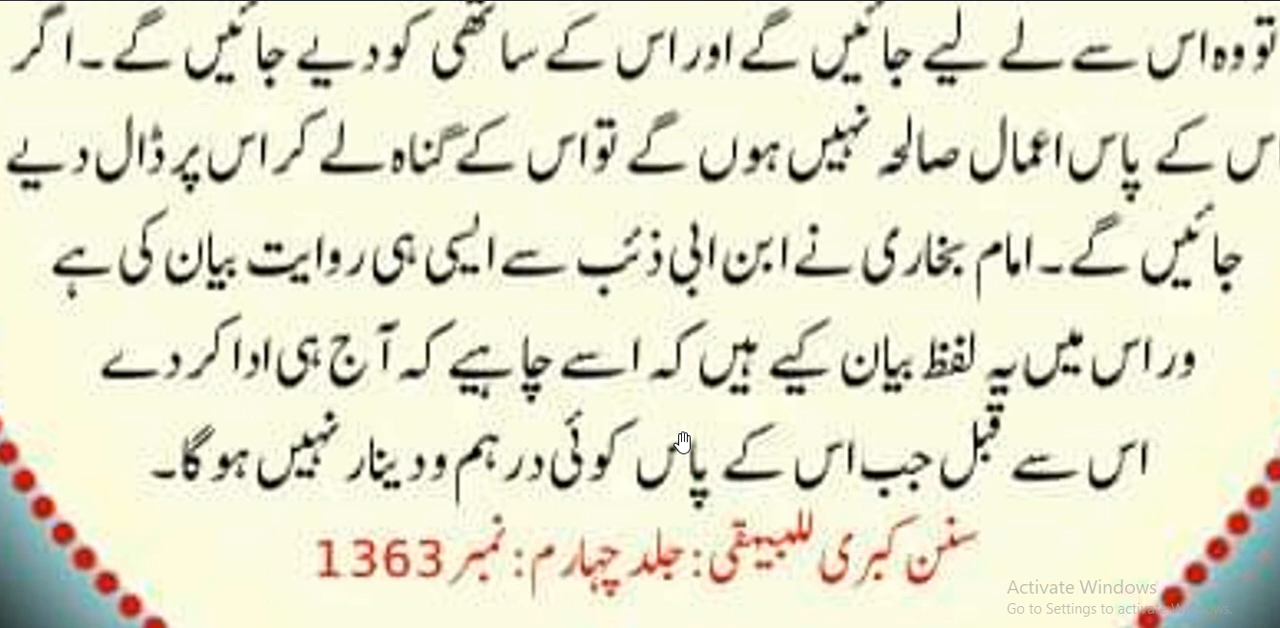 تو وہ اس سے لے لیے جائیں گے اور اس کے ساتھی کو دیے جائیں گے۔ اگر
اس کے پاس اعمال صالحہ نہیں ہوں گے تو اس کے گناہ لے کر اس پر ڈال دیے
جائیں گے۔ امام بخاری نے ابن ابی ذئب سے ایسی ہی روایت بیان کی ہے
ور اس میں یہ لفظ بیان کیے ہیں کہ اسے چاہیے کہ آج ہی ادا کر دے
اس سے قبل جب اس کے پاس کوئی درہم و دینار نہیں ہو گا۔
سنن کبری للبیہقی: جلد چہارم: نمبر 1363
Activate Windows
Go to Settings to activate Windows.